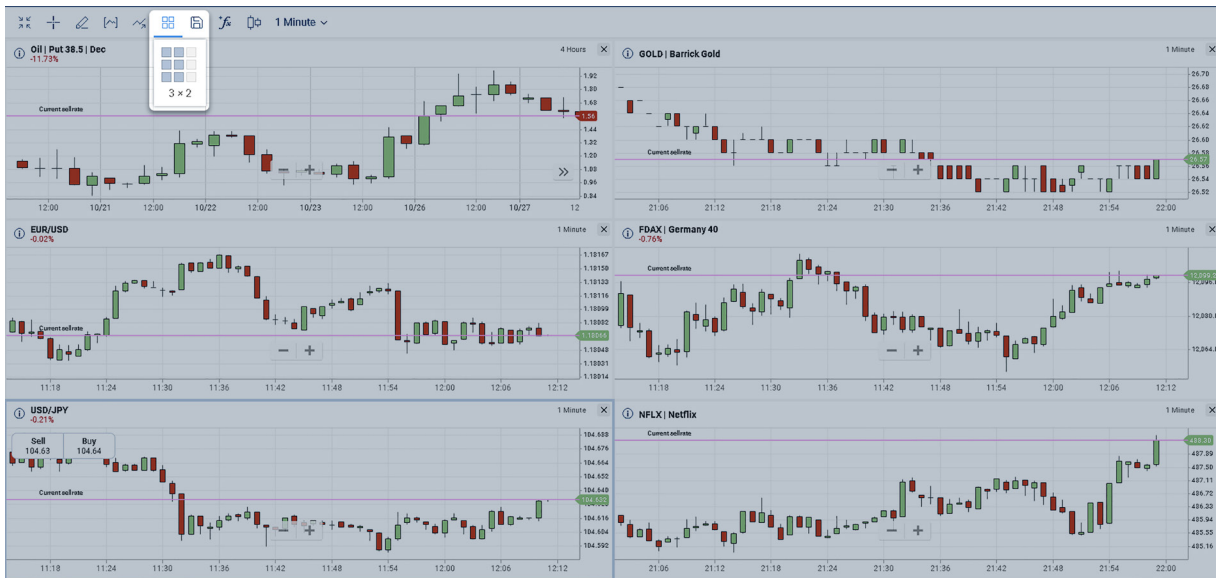 fx 1 Minute
3 × 2
Oil | Put 38.5 | Dec 4 Hours
-11.73%
Current sellrate
1.92
1.80
1.68
1.56
1.44
1.32
1.20
1.08
0.96
0.84
12:00 10/21 12:00 10/22 12:00 10/23 12:00 10/26 12:00 10/27 12
GOLD | Barrick Gold 1 Minute
Current sellrate
26.70
26.68
26.66
26.64
26.62
26.60
26.58
26.57
26.56
26.54
26.52
21:06 21:12 21:18 21:24 21:30 21:36 21:42 21:48 21:54 22:00
EUR/USD 1 Minute
-0.02%
Current sellrate
1.18167
1.18150
1.18133
1.18116
1.18099
1.18082
1.18066
1.18048
1.18031
1.18014
11:18 11:24 11:30 11:36 11:42 11:48 11:54 12:00 12:06 12:12
FDAX | Germany 40 1 Minute
-0.76%
Current sellrate
11:18 11:24 11:30 11:36 11:42 11:48 11:54 12:00 12:06 12:12
USD/JPY 1 Minute
-0.21%
Sell Buy
104.63 104.64
Current sellrate
104.688
104.676
104.664
104.652
104.640
104.616
104.604
104.592
11:18 11:24 11:30 11:36 11:42 11:48 11:54 12:00 12:06 12:12
NFLX | Netflix 1 Minute
Current sellrate
487.89
487.50
487.11
486.72
486.33
485.94
485.55
485.16
21:06 21:12 21:18 21:24 21:30 21:36 21:42 21:48 21:54 22:00